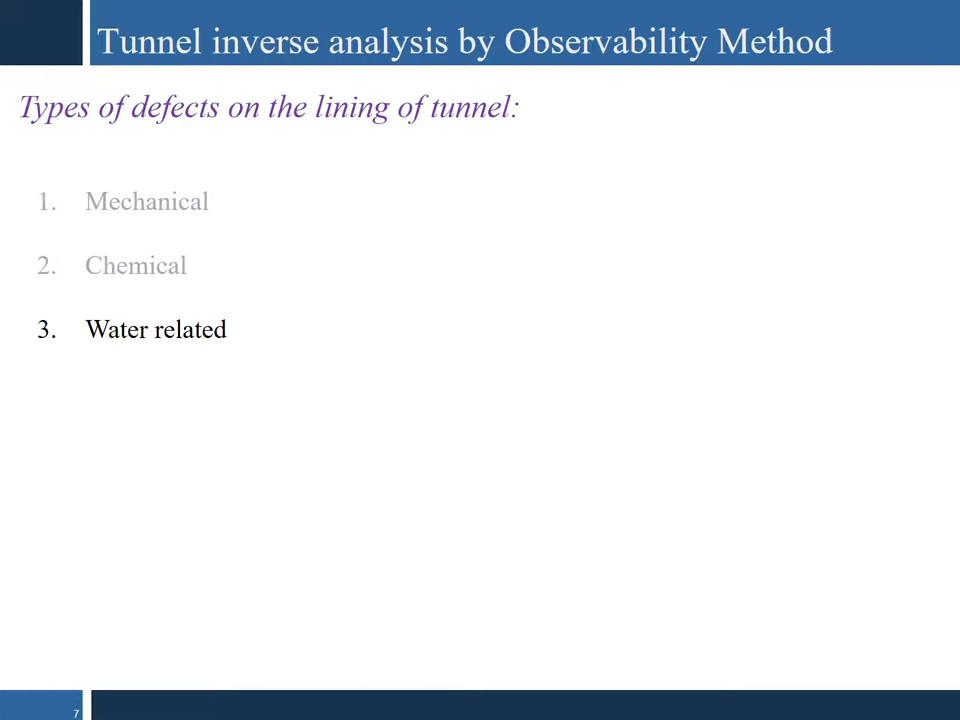 Tunnel inverse analysis by Observability Method
Types of defects on the lining of tunnel:
1. Mechanical
2. Chemical
3. Water related
7